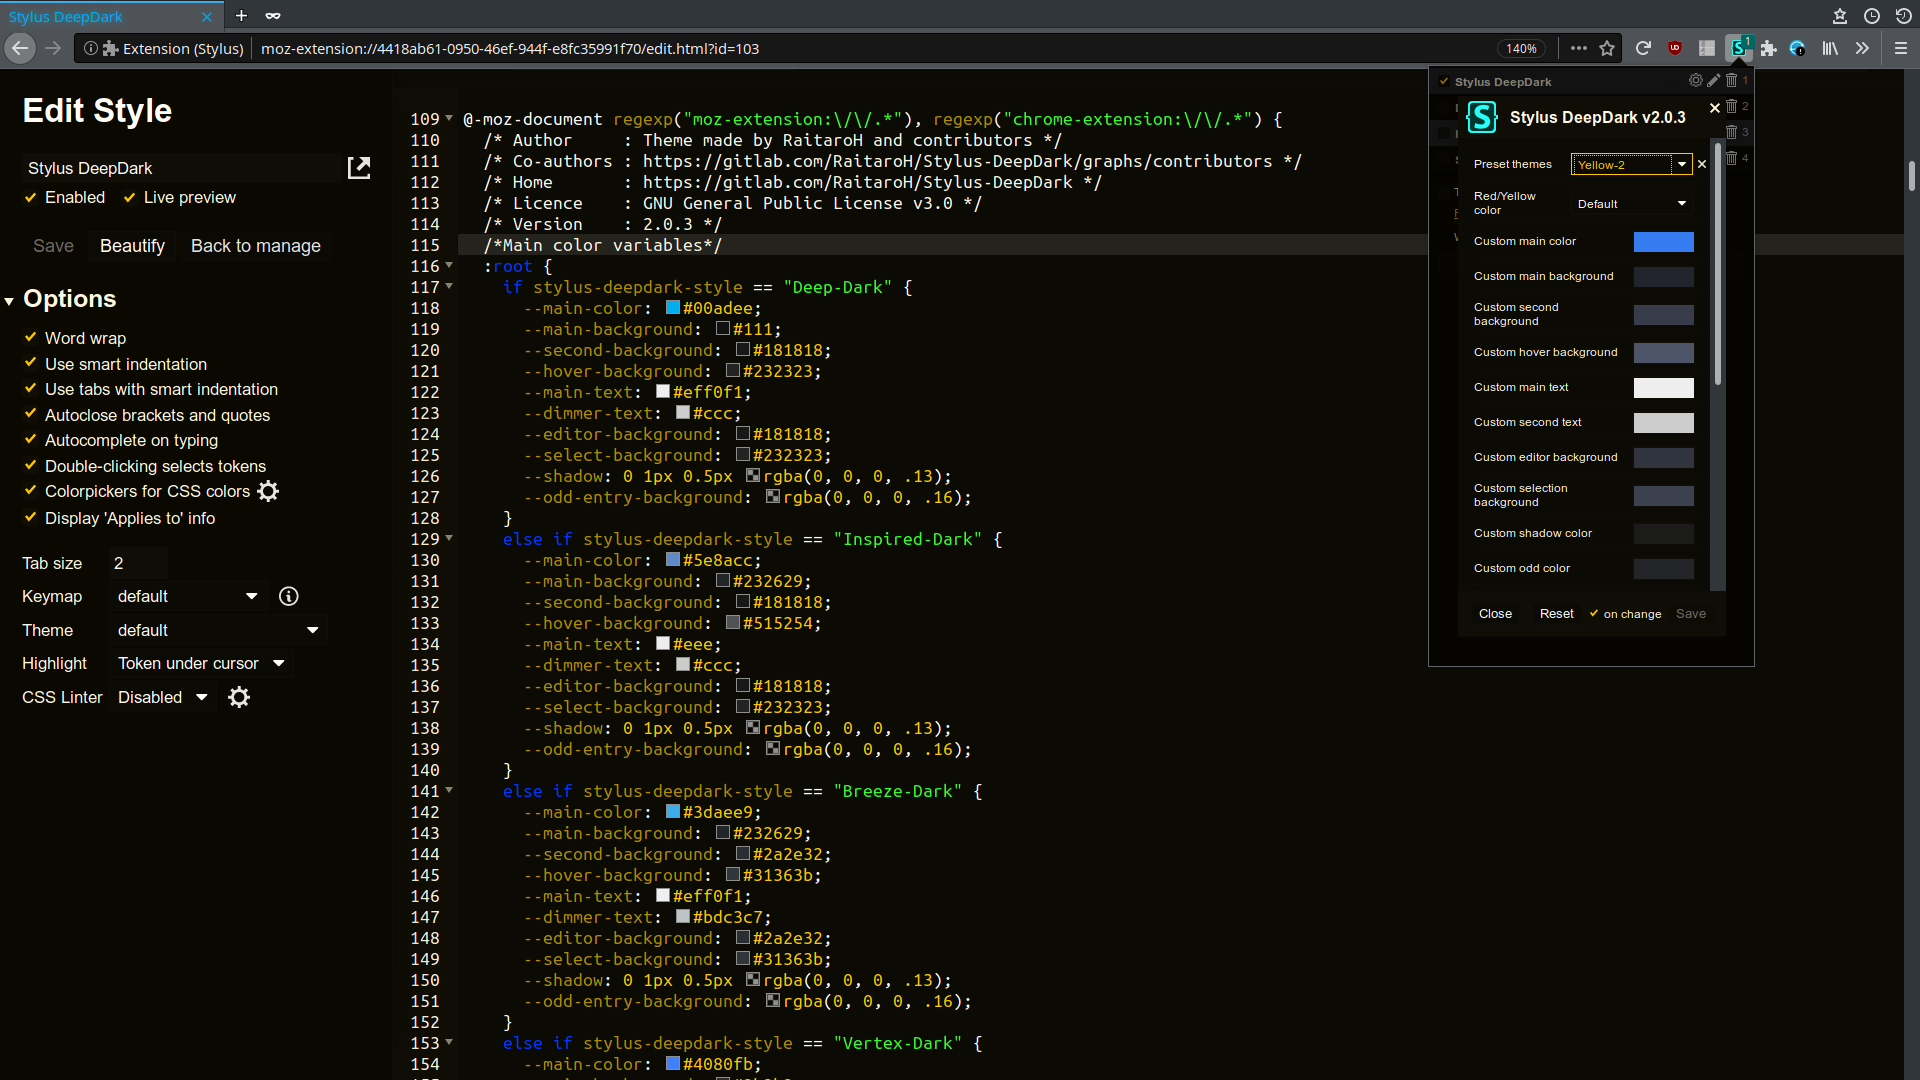 Stylus DeepDark
Extension (Stylus)
moz-extension://4418ab61-0950-46ef-944f-e8fc35991f70/edit.html?id=103
140%
1
Edit Style
Stylus DeepDark
Enabled
Live preview
Save
Beautify
Back to manage
Options
Word wrap
Use smart indentation
Use tabs with smart indentation
Autoclose brackets and quotes
Autocomplete on typing
Double-clicking selects tokens
Colorpickers for CSS colors
Display 'Applies to' info
Tab size 2
Keymap default
Theme default
Highlight Token under cursor
CSS Linter Disabled
109 @-moz-document regexp("moz-extension:\/\/.*"), regexp("chrome-extension:\/\/.*") {
110 /* Author : Theme made by RaitaroH and contributors */
111 /* Co-authors : https://gitlab.com/RaitaroH/Stylus-DeepDark/graphs/contributors */
112 /* Home : https://gitlab.com/RaitaroH/Stylus-DeepDark */
113 /* Licence : GNU General Public License v3.0 */
114 /* Version : 2.0.3 */
115 /*Main color variables*/
116 :root {
117 if stylus-deepdark-style == "Deep-Dark" {
118 --main-color: #00adee;
119 --main-background: #111;
120 --second-background: #181818;
121 --hover-background: #232323;
122 --main-text: #eff0f1;
123 --dimmer-text: #ccc;
124 --editor-background: #181818;
125 --select-background: #232323;
126 --shadow: 0 1px 0.5px rgba(0, 0, 0, .13);
127 --odd-entry-background: rgba(0, 0, 0, .16);
128 }
129 else if stylus-deepdark-style == "Inspired-Dark" {
130 --main-color: #5e8acc;
131 --main-background: #232629;
132 --second-background: #181818;
133 --hover-background: #515254;
134 --main-text: #eee;
135 --dimmer-text: #ccc;
136 --editor-background: #181818;
137 --select-background: #232323;
138 --shadow: 0 1px 0.5px rgba(0, 0, 0, .13);
139 --odd-entry-background: rgba(0, 0, 0, .16);
140 }
141 else if stylus-deepdark-style == "Breeze-Dark" {
142 --main-color: #3daee9;
143 --main-background: #232629;
144 --second-background: #2a2e32;
145 --hover-background: #31363b;
146 --main-text: #eff0f1;
147 --dimmer-text: #bdc3c7;
148 --editor-background: #2a2e32;
149 --select-background: #31363b;
150 --shadow: 0 1px 0.5px rgba(0, 0, 0, .13);
151 --odd-entry-background: rgba(0, 0, 0, .16);
152 }
153 else if stylus-deepdark-style == "Vertex-Dark" {
154 --main-color: #4080fb;
Stylus DeepDark 1
2
3
4
S Stylus DeepDark v2.0.3
Preset themes Yellow-2
Red/Yellow
color
Default
Custom main color
Custom main background
Custom second
background
Custom hover background
Custom main text
Custom second text
Custom editor background
Custom selection
background
Custom shadow color
Custom odd color
Close
Reset
on change
Save